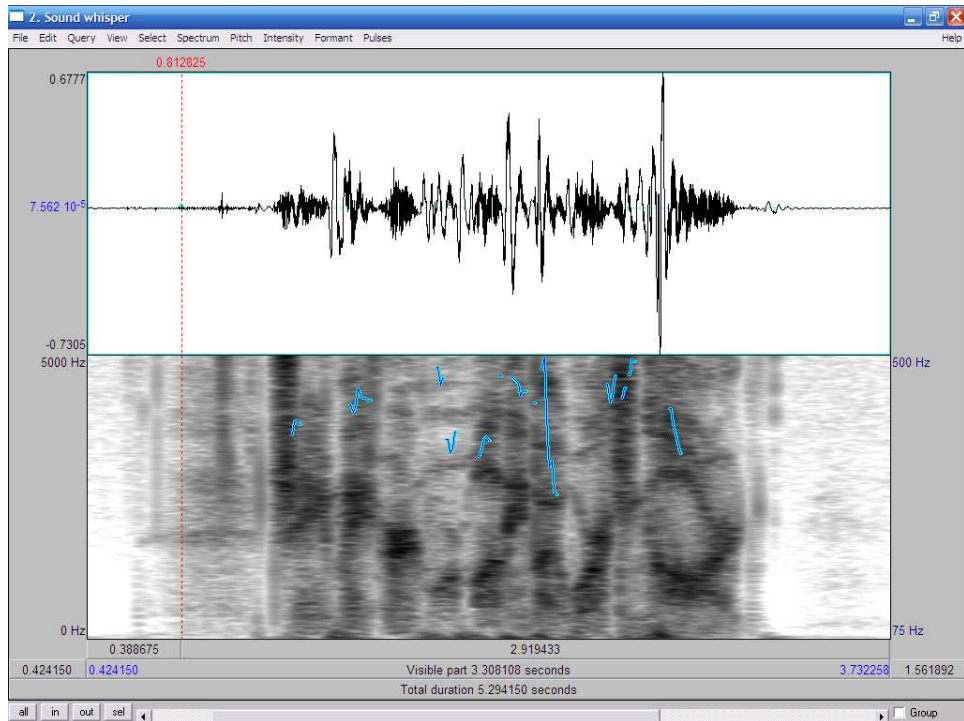 2. Sound whisper
File Edit Query View Select Spectrum Pitch Intensity Formant Pulses Help
0.812825
0.6777
7.562 10-5
-0.7305
5000 Hz 500 Hz
0 Hz 75 Hz
0.388675 2.919433
0.424150 0.424150 Visible part 3.308108 seconds 3.732258 1.561892
Total duration 5.294150 seconds
all in out sel Group